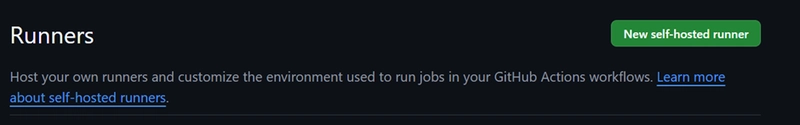 Runners
New self-hosted runner
Host your own runners and customize the environment used to run jobs in your GitHub Actions workflows. Learn more
about self-hosted runners.